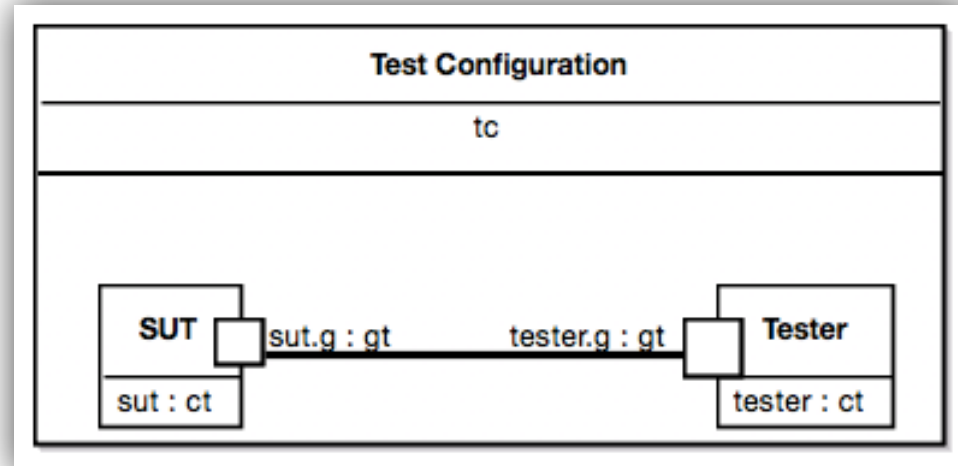 Test Configuration
tc
SUT
sut.g : gt
tester.g : gt
Tester
sut : ct
tester : ct